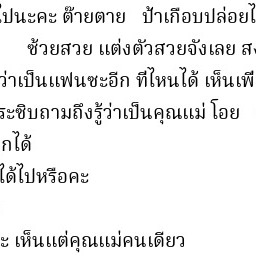 ไปนะคะ ต๊ายตาย ป้าเกือบปล่อยไ
ซ้วยสวย แต่งตัวสวยจังเลย ส
ว่าเป็นแฟนซะอีก ที่ไหนได้ เห็นเพี
ระซิบถามถึงรู้ว่าเป็นคุณแม่ โอย
กได้
ได้ไปหรือคะ
ะ เห็นแต่คุณแม่คนเดียว